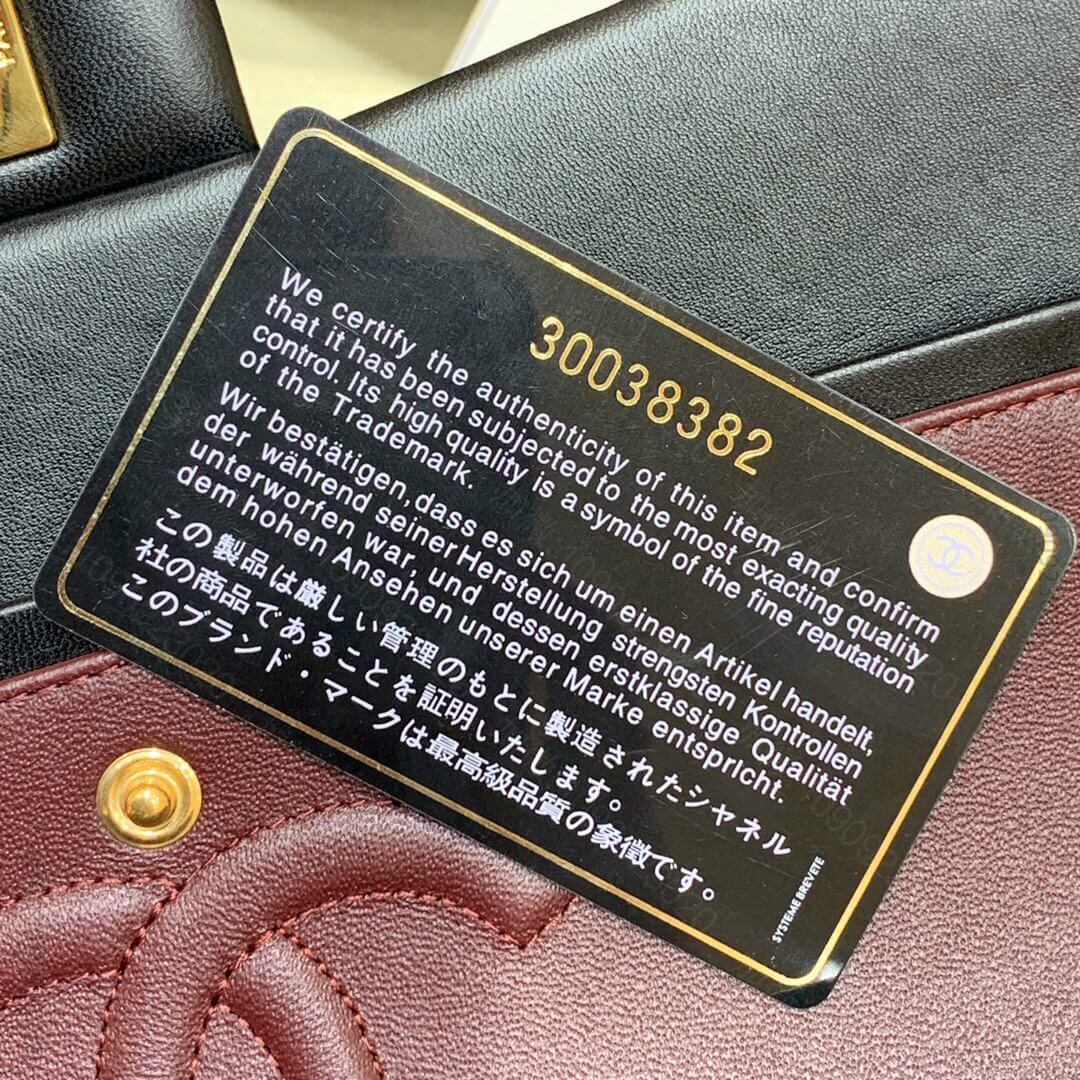 30038382
We certify the authenticity of this item and confirm
that it has been subjected to the most exacting quality
control. Its high quality is a symbol of the fine reputation
of the Trademark.
Wir bestätigen, dass es sich um einen Artikel handelt,
der während seiner Herstellung strengsten Kontrollen
unterworfen war, und dessen erstklassige Qualität
dem hohen Ansehen unserer Marke entspricht.
この製品は厳しい管理のもとに製造されたシャネル
社の商品であることを証明いたします。
このブランド・マークは最高級品質の象徴です。
SYSTEME BREVETE